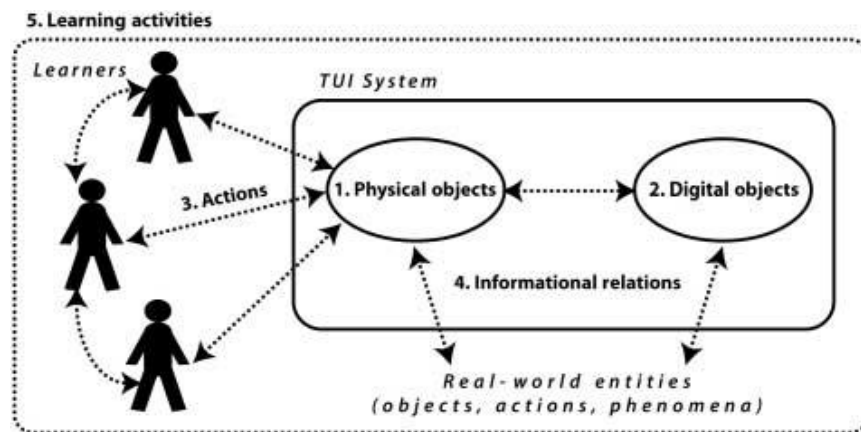 5. Learning activities
Learners
TUI System
3. Actions
1. Physical objects
2. Digital objects
4. Informational relations
Real-world entities
(objects, actions, phenomena)